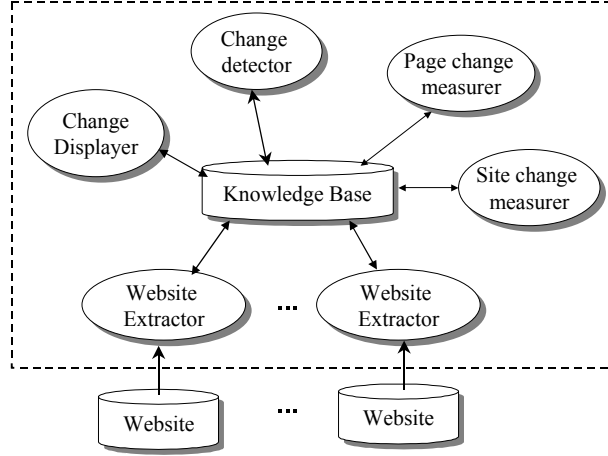 Change
detector
Page change
measurer
Change
Displayer
Knowledge Base
Site change
measurer
Website
Extractor
...
Website
Extractor
Website
...
Website